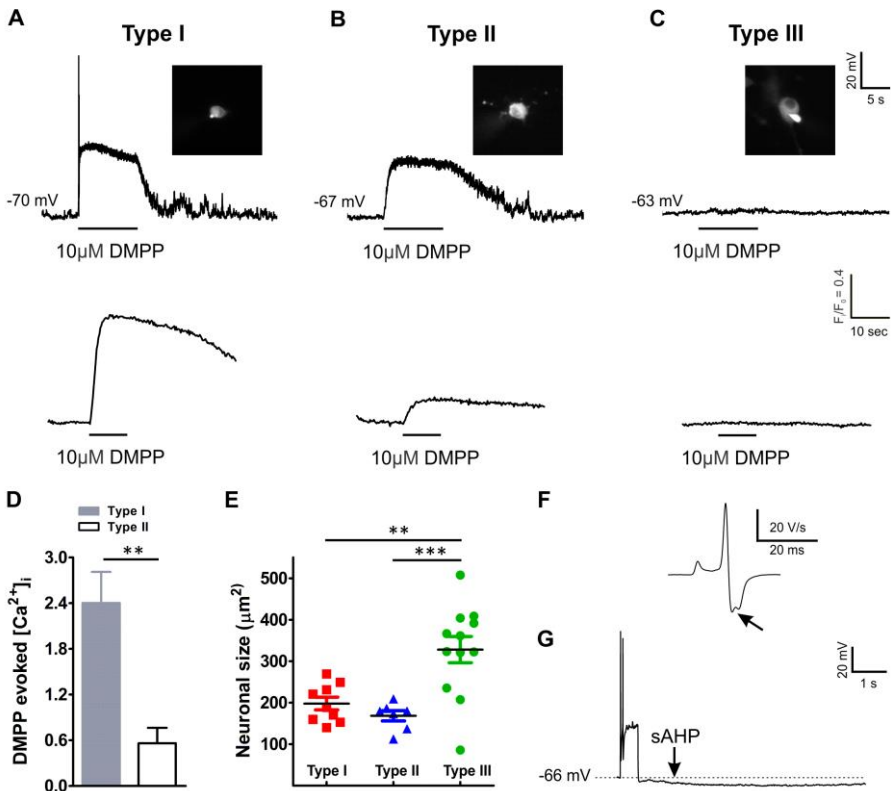 A
Type I
B
Type II
C
Type III
20 mV
5 s
-70 mV
-67 mV
-63 mV
10μM DMPP
10μM DMPP
10μM DMPP
Fᵢ/F₀ = 0.4
10 sec
10μM DMPP
10μM DMPP
10μM DMPP
D
Type I
Type II
**
DMPP evoked [Ca²⁺]ᵢ
3.0
2.4
1.8
1.2
0.6
0.0
E
**
***
Neuronal size (μm²)
500
400
300
200
100
Type I
Type II
Type III
F
20 V/s
20 ms
G
20 mV
1 s
sAHP
-66 mV